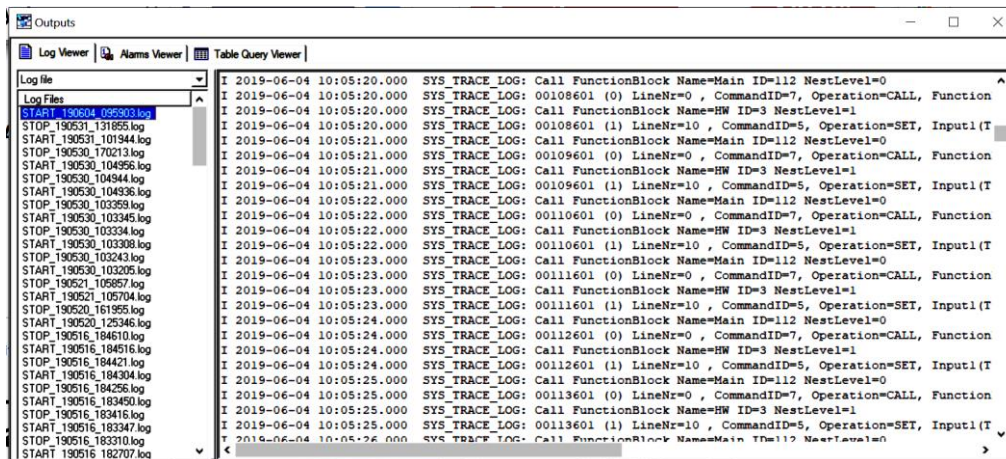 Outputs
Log Viewer
Alarms Viewer
Table Query Viewer
Log file
Log Files
START_190604_095903.log
STOP_190531_131855.log
START_190531_101944.log
STOP_190530_170213.log
START_190530_104956.log
STOP_190530_104944.log
START_190530_104936.log
STOP_190530_103359.log
START_190530_103345.log
STOP_190530_103334.log
START_190530_103308.log
STOP_190530_103243.log
START_190530_103205.log
STOP_190521_105857.log
START_190521_105704.log
STOP_190520_161955.log
START_190520_125346.log
STOP_190516_184610.log
START_190516_184516.log
STOP_190516_184421.log
START_190516_184304.log
STOP_190516_184256.log
START_190516_183450.log
STOP_190516_183416.log
START_190516_183347.log
STOP_190516_183310.log
START_190516_182707.log
I 2019-06-04 10:05:20.000 SYS_TRACE_LOG: Call FunctionBlock Name=Main ID=112 NestLevel=0
I 2019-06-04 10:05:20.000 SYS_TRACE_LOG: 00108601 (0) LineNr=0 , CommandID=7, Operation=CALL, Function
I 2019-06-04 10:05:20.000 SYS_TRACE_LOG: Call FunctionBlock Name=HW ID=3 NestLevel=1
I 2019-06-04 10:05:20.000 SYS_TRACE_LOG: 00108601 (1) LineNr=10 , CommandID=5, Operation=SET, Input1(T
I 2019-06-04 10:05:21.000 SYS_TRACE_LOG: Call FunctionBlock Name=Main ID=112 NestLevel=0
I 2019-06-04 10:05:21.000 SYS_TRACE_LOG: 00109601 (0) LineNr=0 , CommandID=7, Operation=CALL, Function
I 2019-06-04 10:05:21.000 SYS_TRACE_LOG: Call FunctionBlock Name=HW ID=3 NestLevel=1
I 2019-06-04 10:05:21.000 SYS_TRACE_LOG: 00109601 (1) LineNr=10 , CommandID=5, Operation=SET, Input1(T
I 2019-06-04 10:05:22.000 SYS_TRACE_LOG: Call FunctionBlock Name=Main ID=112 NestLevel=0
I 2019-06-04 10:05:22.000 SYS_TRACE_LOG: 00110601 (0) LineNr=0 , CommandID=7, Operation=CALL, Function
I 2019-06-04 10:05:22.000 SYS_TRACE_LOG: Call FunctionBlock Name=HW ID=3 NestLevel=1
I 2019-06-04 10:05:22.000 SYS_TRACE_LOG: 00110601 (1) LineNr=10 , CommandID=5, Operation=SET, Input1(T
I 2019-06-04 10:05:23.000 SYS_TRACE_LOG: Call FunctionBlock Name=Main ID=112 NestLevel=0
I 2019-06-04 10:05:23.000 SYS_TRACE_LOG: 00111601 (0) LineNr=0 , CommandID=7, Operation=CALL, Function
I 2019-06-04 10:05:23.000 SYS_TRACE_LOG: Call FunctionBlock Name=HW ID=3 NestLevel=1
I 2019-06-04 10:05:23.000 SYS_TRACE_LOG: 00111601 (1) LineNr=10 , CommandID=5, Operation=SET, Input1(T
I 2019-06-04 10:05:24.000 SYS_TRACE_LOG: Call FunctionBlock Name=Main ID=112 NestLevel=0
I 2019-06-04 10:05:24.000 SYS_TRACE_LOG: 00112601 (0) LineNr=0 , CommandID=7, Operation=CALL, Function
I 2019-06-04 10:05:24.000 SYS_TRACE_LOG: Call FunctionBlock Name=HW ID=3 NestLevel=1
I 2019-06-04 10:05:24.000 SYS_TRACE_LOG: 00112601 (1) LineNr=10 , CommandID=5, Operation=SET, Input1(T
I 2019-06-04 10:05:25.000 SYS_TRACE_LOG: Call FunctionBlock Name=Main ID=112 NestLevel=0
I 2019-06-04 10:05:25.000 SYS_TRACE_LOG: 00113601 (0) LineNr=0 , CommandID=7, Operation=CALL, Function
I 2019-06-04 10:05:25.000 SYS_TRACE_LOG: Call FunctionBlock Name=HW ID=3 NestLevel=1
I 2019-06-04 10:05:25.000 SYS_TRACE_LOG: 00113601 (1) LineNr=10 , CommandID=5, Operation=SET, Input1(T
I 2019-06-04 10:05:26.000 SYS_TRACE_LOG: Call FunctionBlock Name=Main ID=112 NestLevel=0